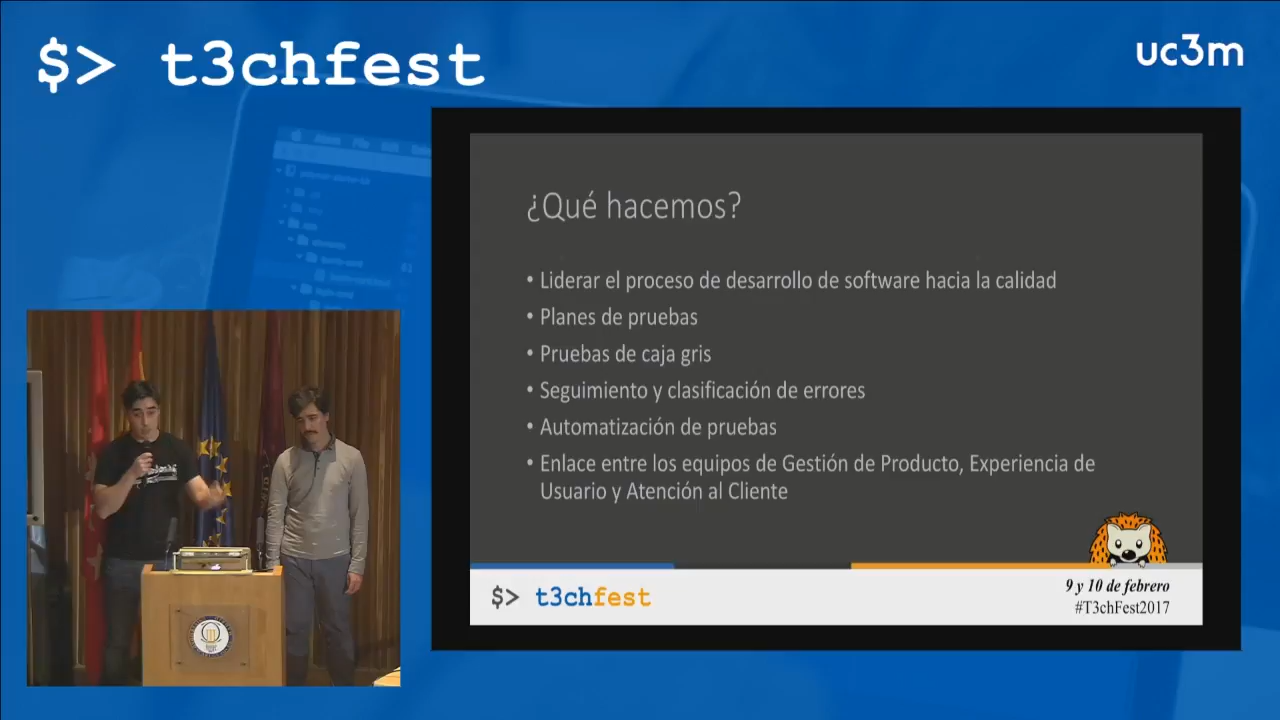 $> t3chfest
uc3m
¿Qué hacemos?
• Liderar el proceso de desarrollo de software hacia la calidad
• Planes de pruebas
• Pruebas de caja gris
• Seguimiento y clasificación de errores
• Automatización de pruebas
• Enlace entre los equipos de Gestión de Producto, Experiencia de
Usuario y Atención al Cliente
$> t3chfest
9 y 10 de febrero
#T3chFest2017